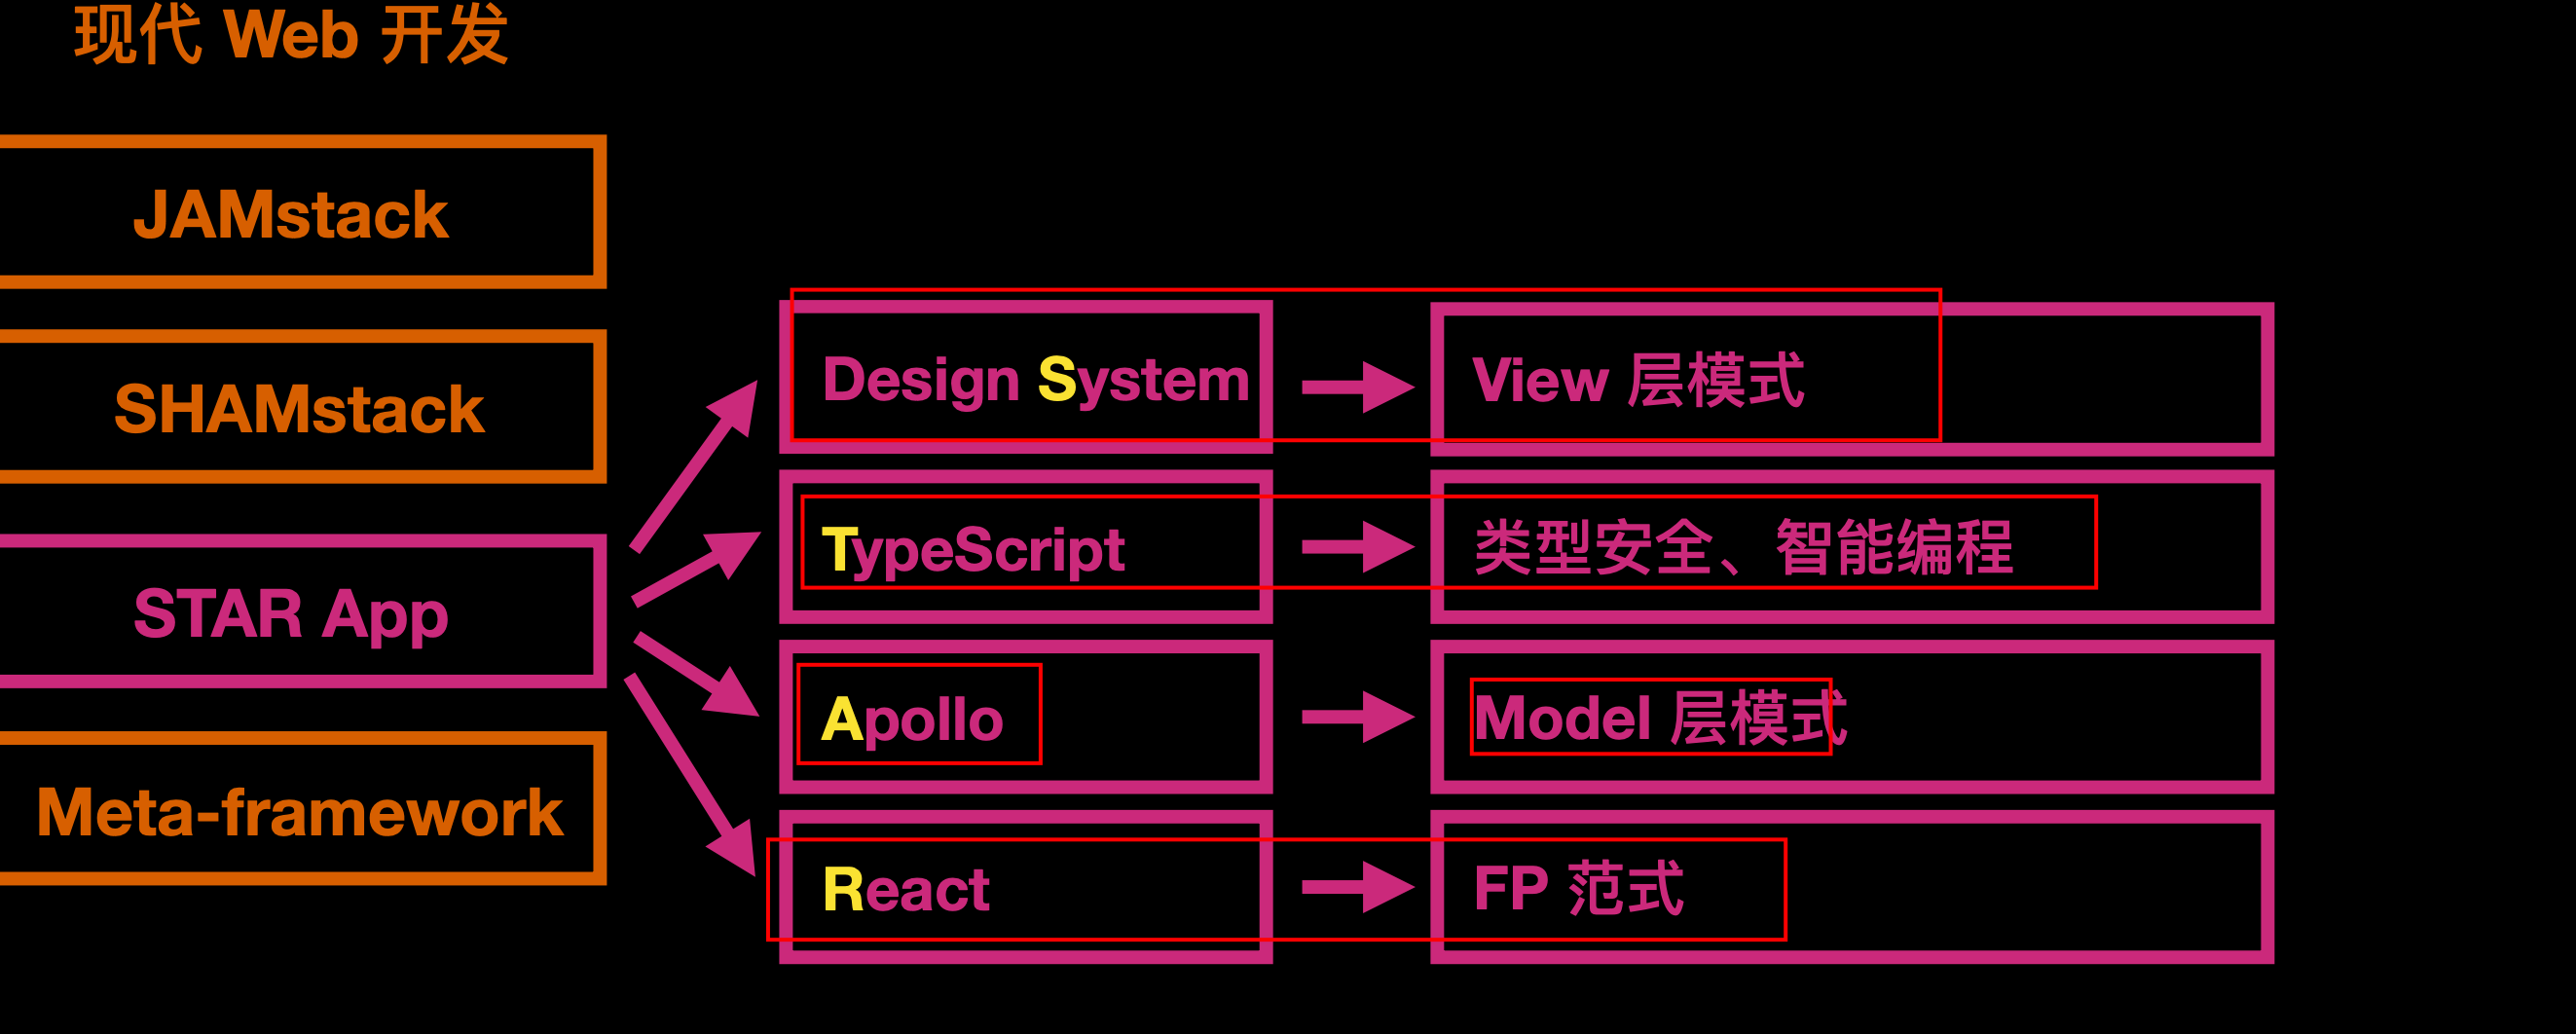 现代 Web 开发
JAMstack
SHAMstack
STAR App
Meta-framework
Design System
View 层模式
TypeScript
类型安全、智能编程
Apollo
Model 层模式
React
FP 范式